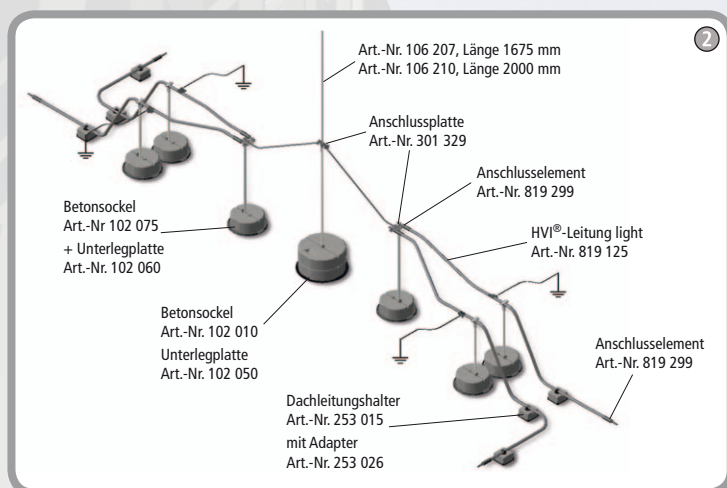 2
Art.-Nr. 106 207, Länge 1675 mm
Art.-Nr. 106 210, Länge 2000 mm
Anschlussplatte
Art.-Nr. 301 329
Anschlusselement
Art.-Nr. 819 299
HVI®-Leitung light
Art.-Nr. 819 125
Betonsockel
Art.-Nr 102 075
+ Unterlegplatte
Art.-Nr. 102 060
Betonsockel
Art.-Nr. 102 010
Unterlegplatte
Art.-Nr. 102 050
Anschlusselement
Art.-Nr. 819 299
Dachleitungshalter
Art.-Nr. 253 015
mit Adapter
Art.-Nr. 253 026